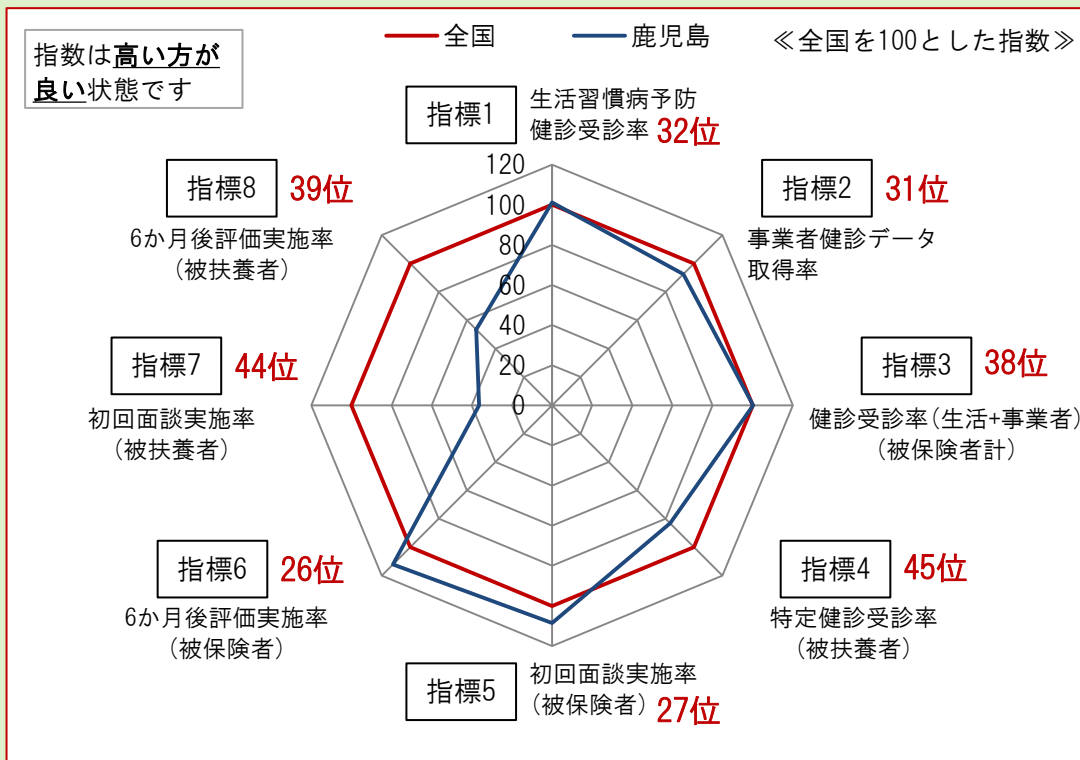 指数は高い方が
良い状態です
全国
鹿児島
≪全国を100とした指数≫
指標1
生活習慣病予防
健診受診率 32位
指標2
31位
事業者健診データ
取得率
指標3
38位
健診受診率(生活+事業者)
(被保険者計)
指標4
45位
特定健診受診率
(被扶養者)
指標5
初回面談実施率
(被保険者) 27位
指標6
26位
6か月後評価実施率
(被保険者)
指標7
44位
初回面談実施率
(被扶養者)
指標8
39位
6か月後評価実施率
(被扶養者)
120
100
80
60
40
20
0